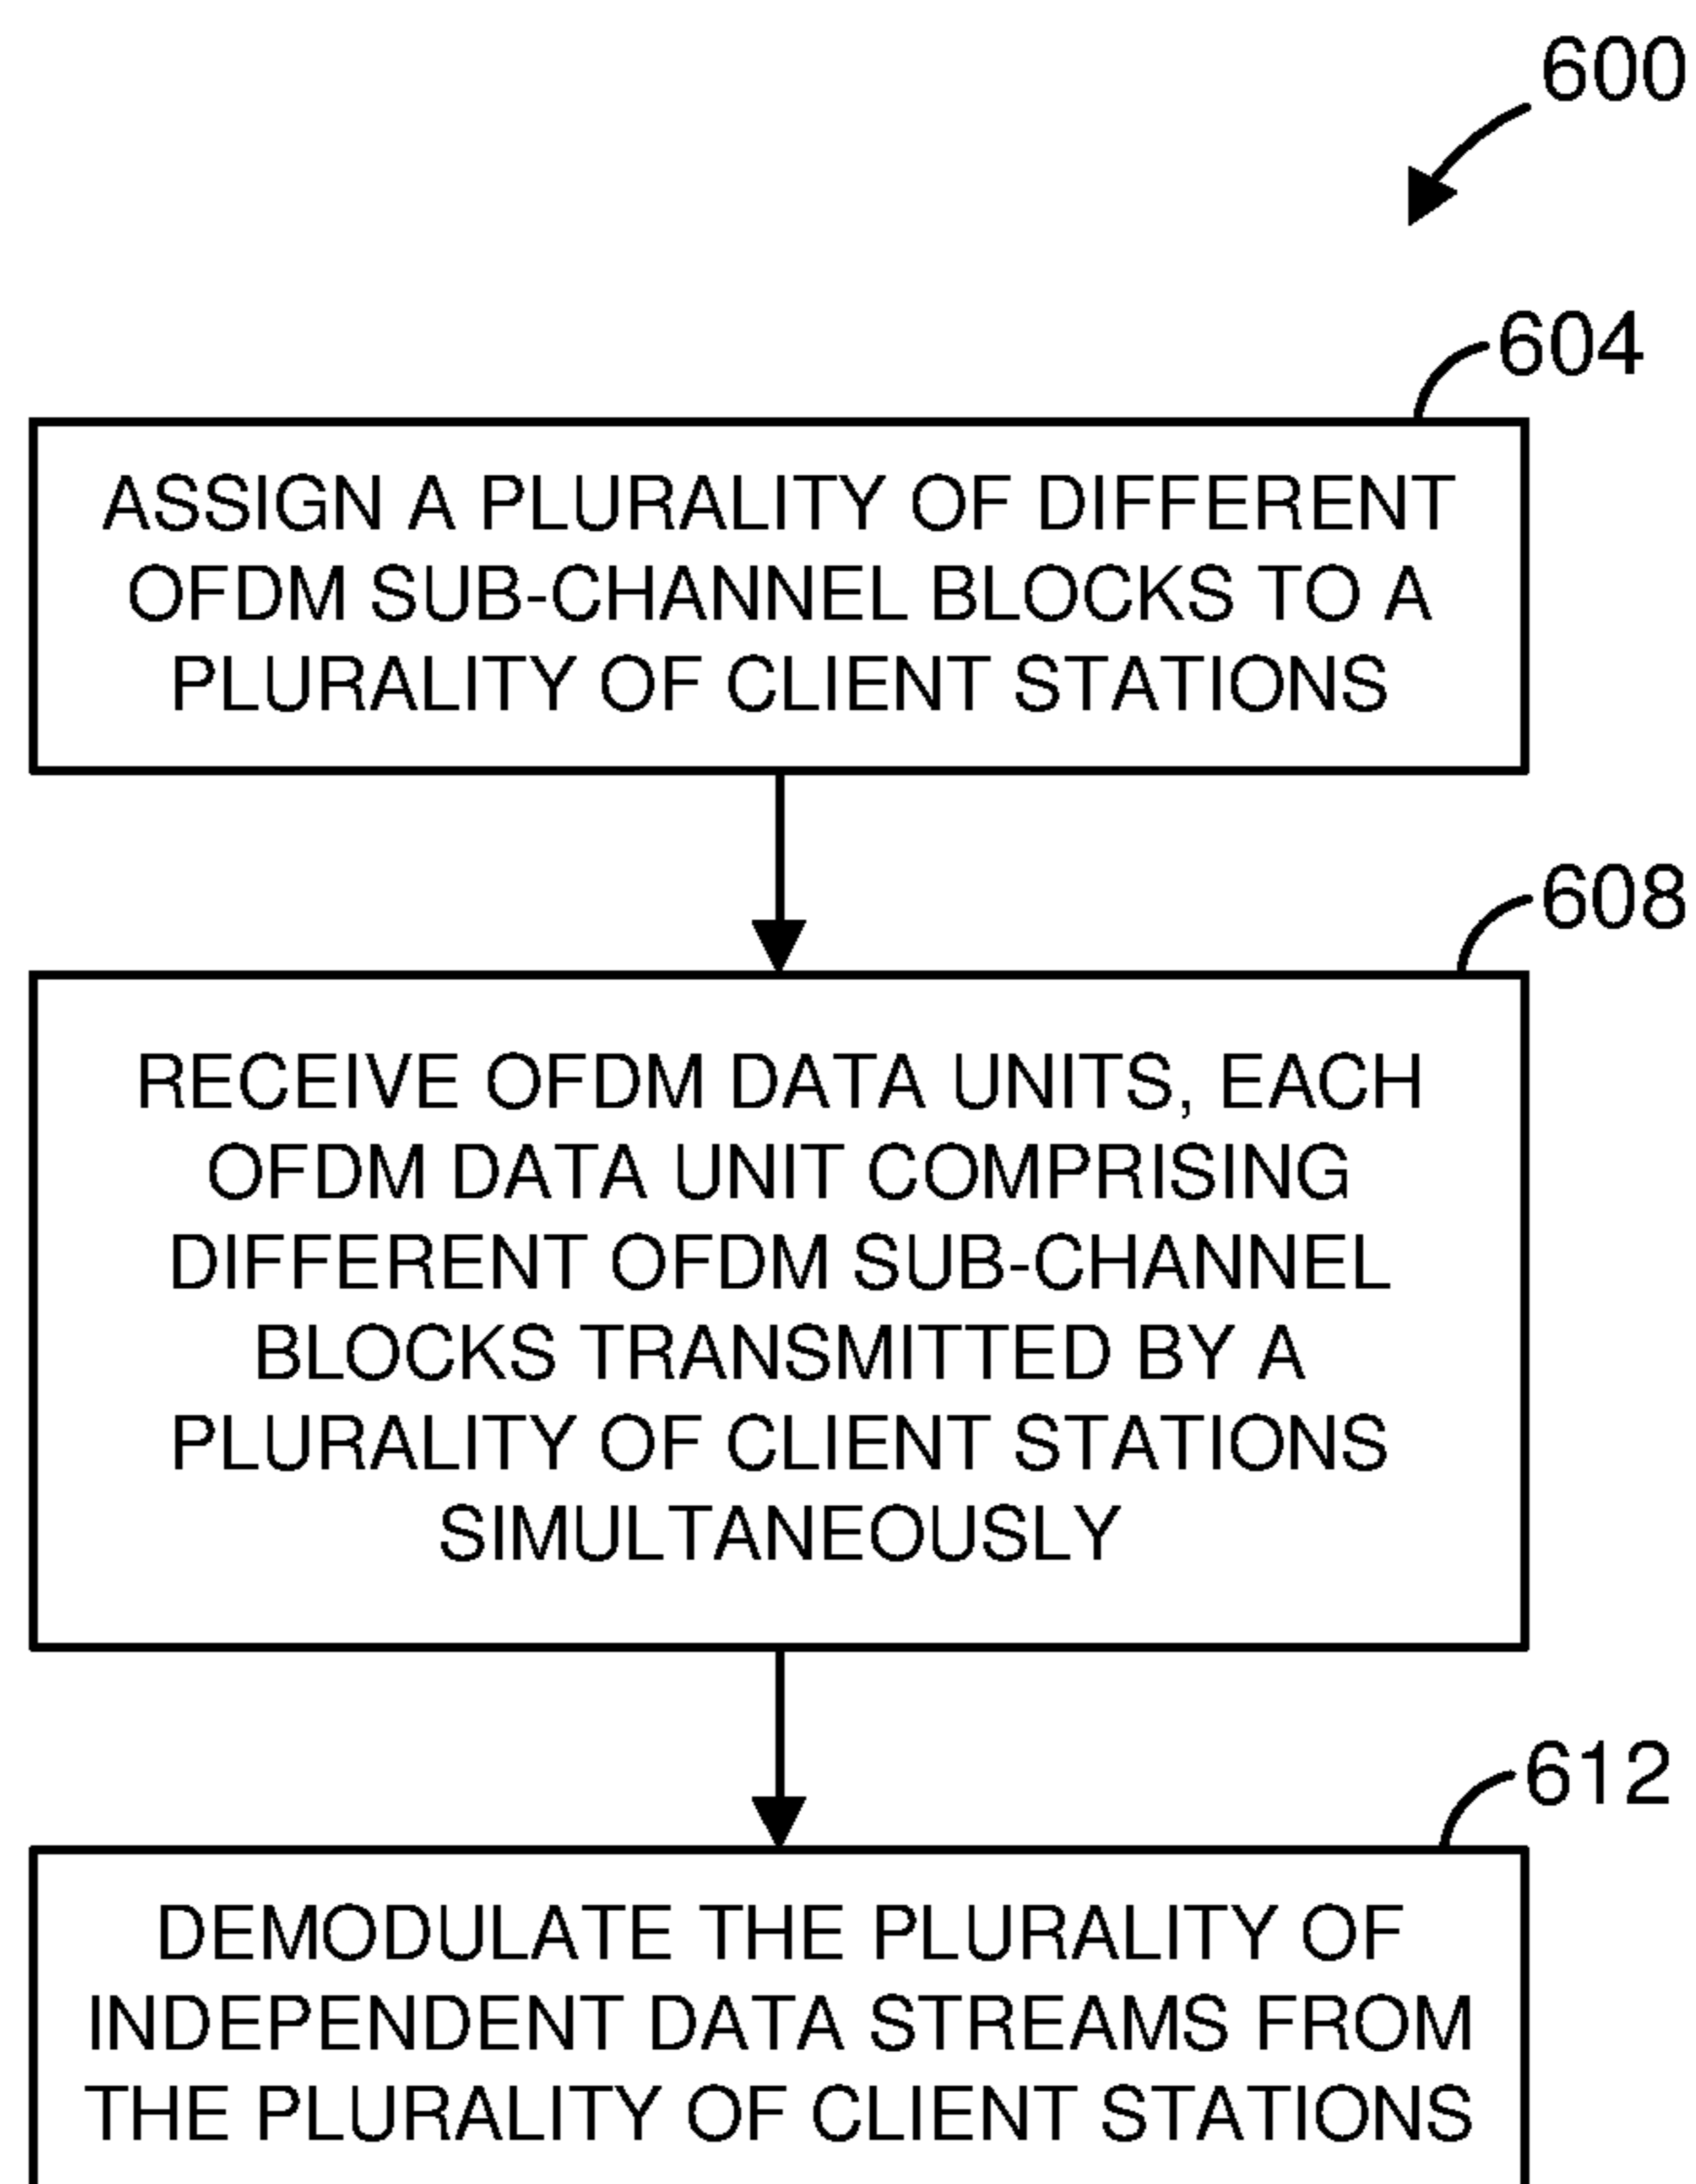 600
604
ASSIGN A PLURALITY OF DIFFERENT
OFDM SUB-CHANNEL BLOCKS TO A
PLURALITY OF CLIENT STATIONS
608
RECEIVE OFDM DATA UNITS, EACH
OFDM DATA UNIT COMPRISING
DIFFERENT OFDM SUB-CHANNEL
BLOCKS TRANSMITTED BY A
PLURALITY OF CLIENT STATIONS
SIMULTANEOUSLY
612
DEMODULATE THE PLURALITY OF
INDEPENDENT DATA STREAMS FROM
THE PLURALITY OF CLIENT STATIONS